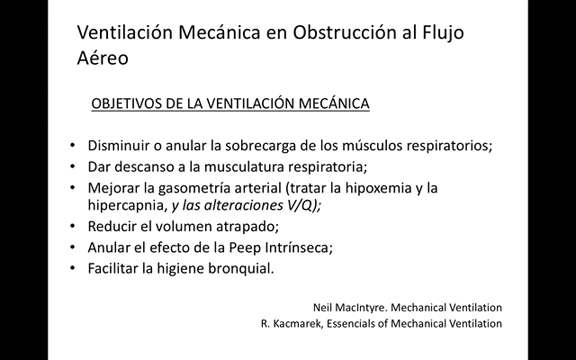 Ventilación Mecánica en Obstrucción al Flujo
Aéreo
OBJETIVOS DE LA VENTILACIÓN MECÁNICA
• Disminuir o anular la sobrecarga de los músculos respiratorios;
• Dar descanso a la musculatura respiratoria;
• Mejorar la gasometría arterial (tratar la hipoxemia y la
hipercapnia, y las alteraciones V/Q);
• Reducir el volumen atrapado;
• Anular el efecto de la Peep Intrínseca;
• Facilitar la higiene bronquial.
Neil MacIntyre. Mechanical Ventilation
R. Kacmarek, Essencials of Mechanical Ventilation